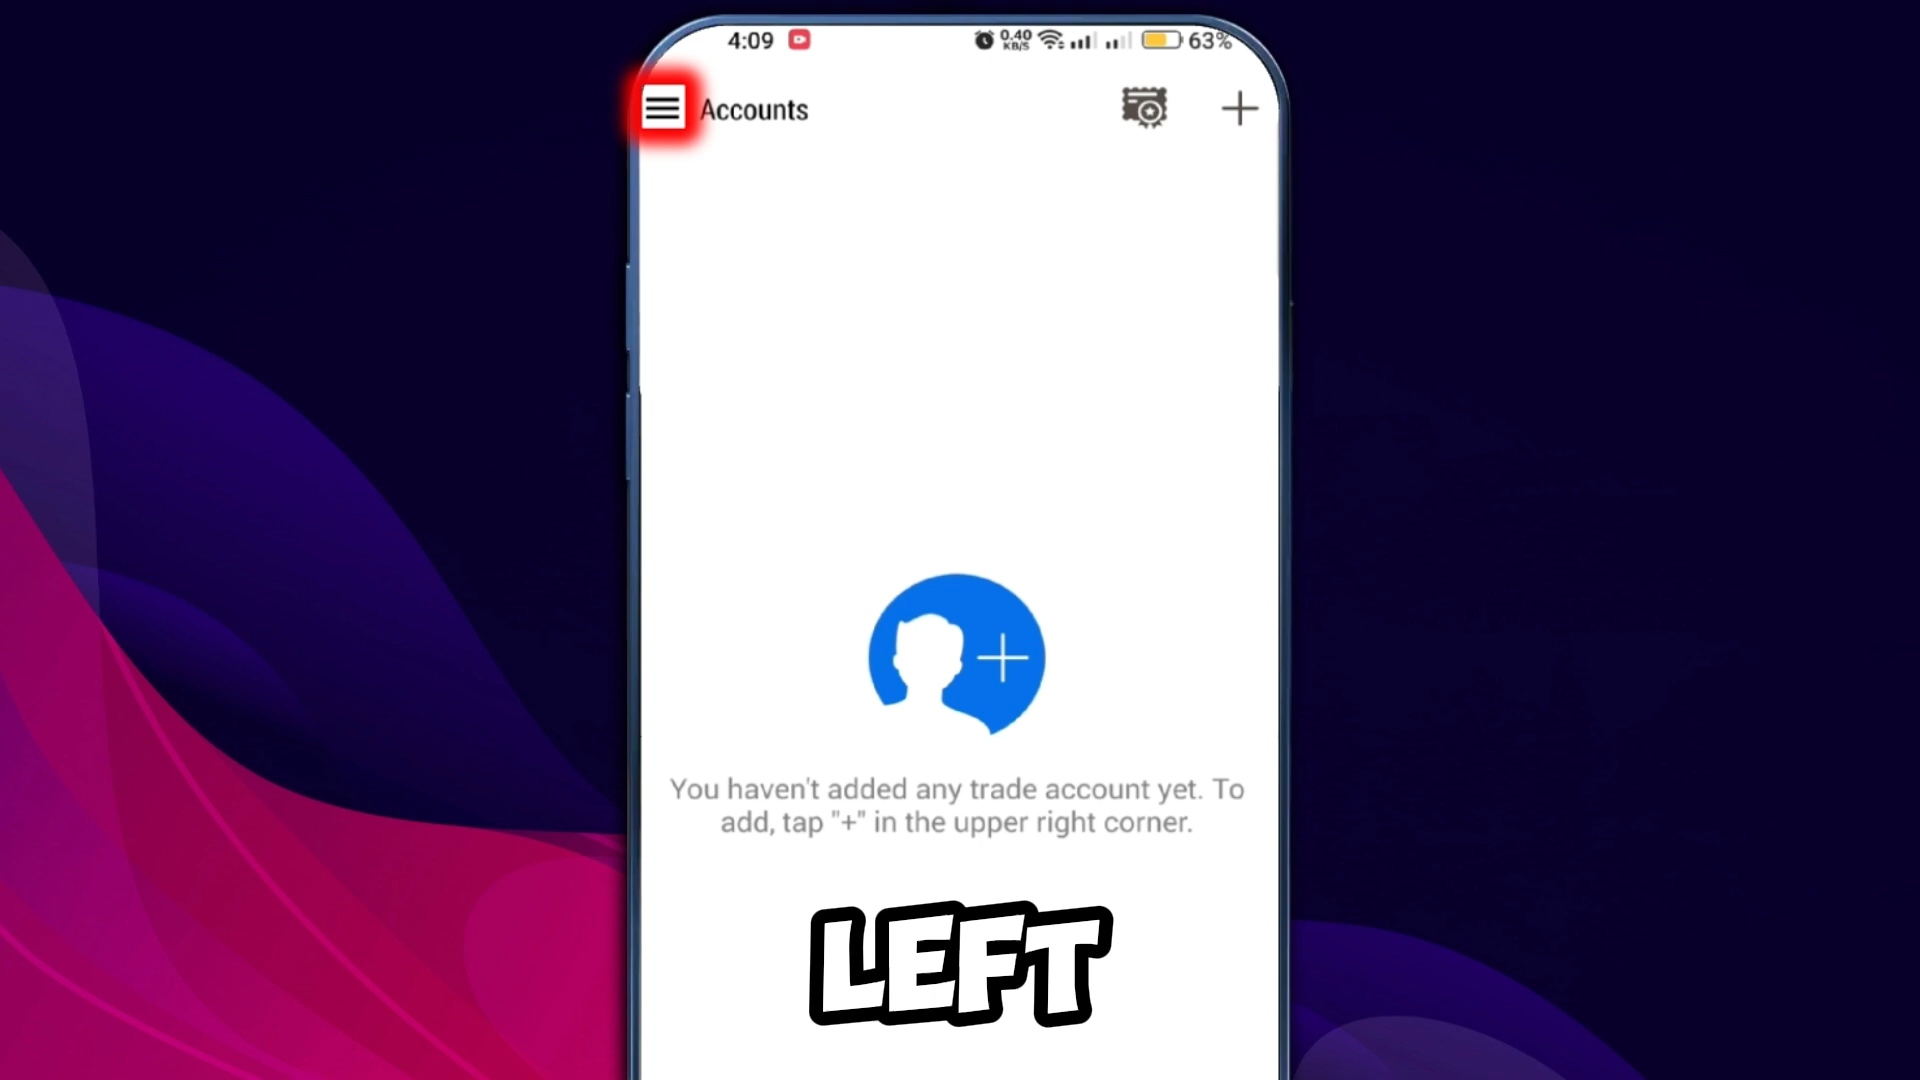 4:09 0.40 KB/S 63%
Accounts
You haven't added any trade account yet. To
add, tap "+" in the upper right corner.
LEFT